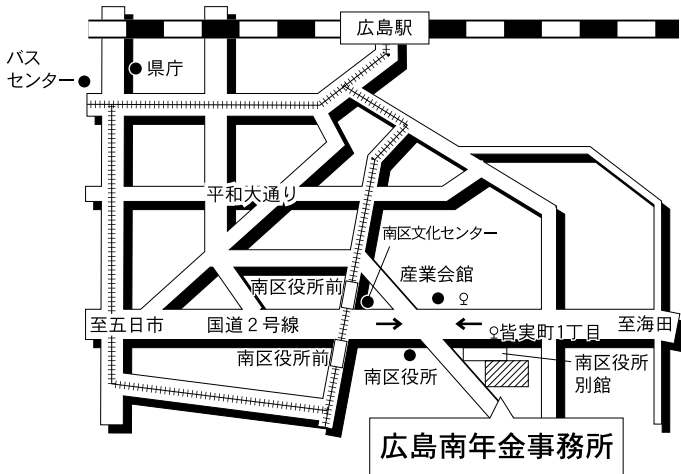 広島駅
バス
センター
県庁
平和大通り
南区文化センター
産業会館
南区役所前
至五日市
国道２号線
皆実町1丁目
至海田
南区役所前
南区役所
南区役所
別館
広島南年金事務所